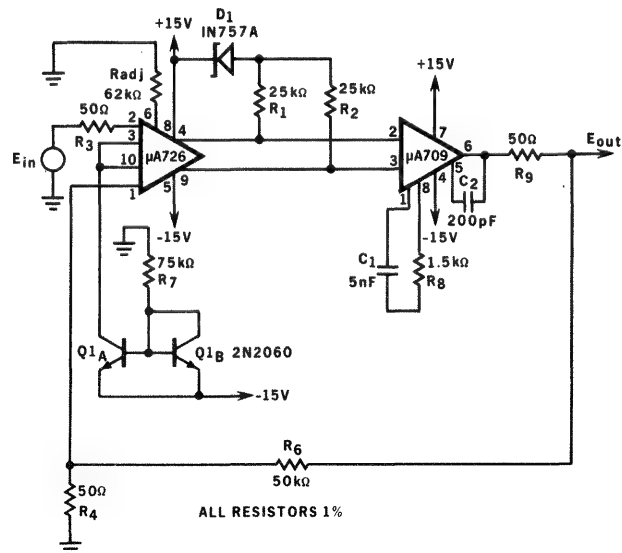 D1
IN757A
+15V
Radj
62kΩ
6
8
4
25kΩ
R1
25kΩ
R2
+15V
50Ω
R3
2
3
10
1
μA726
5
9
-15V
Ein
2
3
μA709
7
6
5
4
8
1
50Ω
R9
Eout
C2
200pF
-15V
C1
5nF
1.5kΩ
R8
75kΩ
R7
Q1A
Q1B 2N2060
-15V
R6
50kΩ
50Ω
R4
ALL RESISTORS 1%